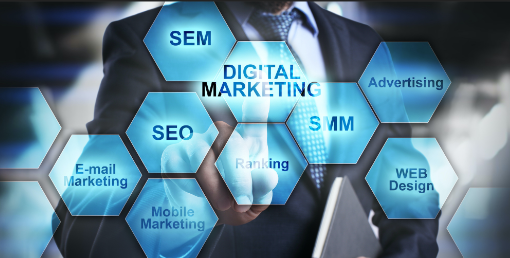 SEM
DIGITAL
MARKETING
Advertising
SEO
SMM
Ranking
E-mail
Marketing
WEB
Design
Mobile
Marketing